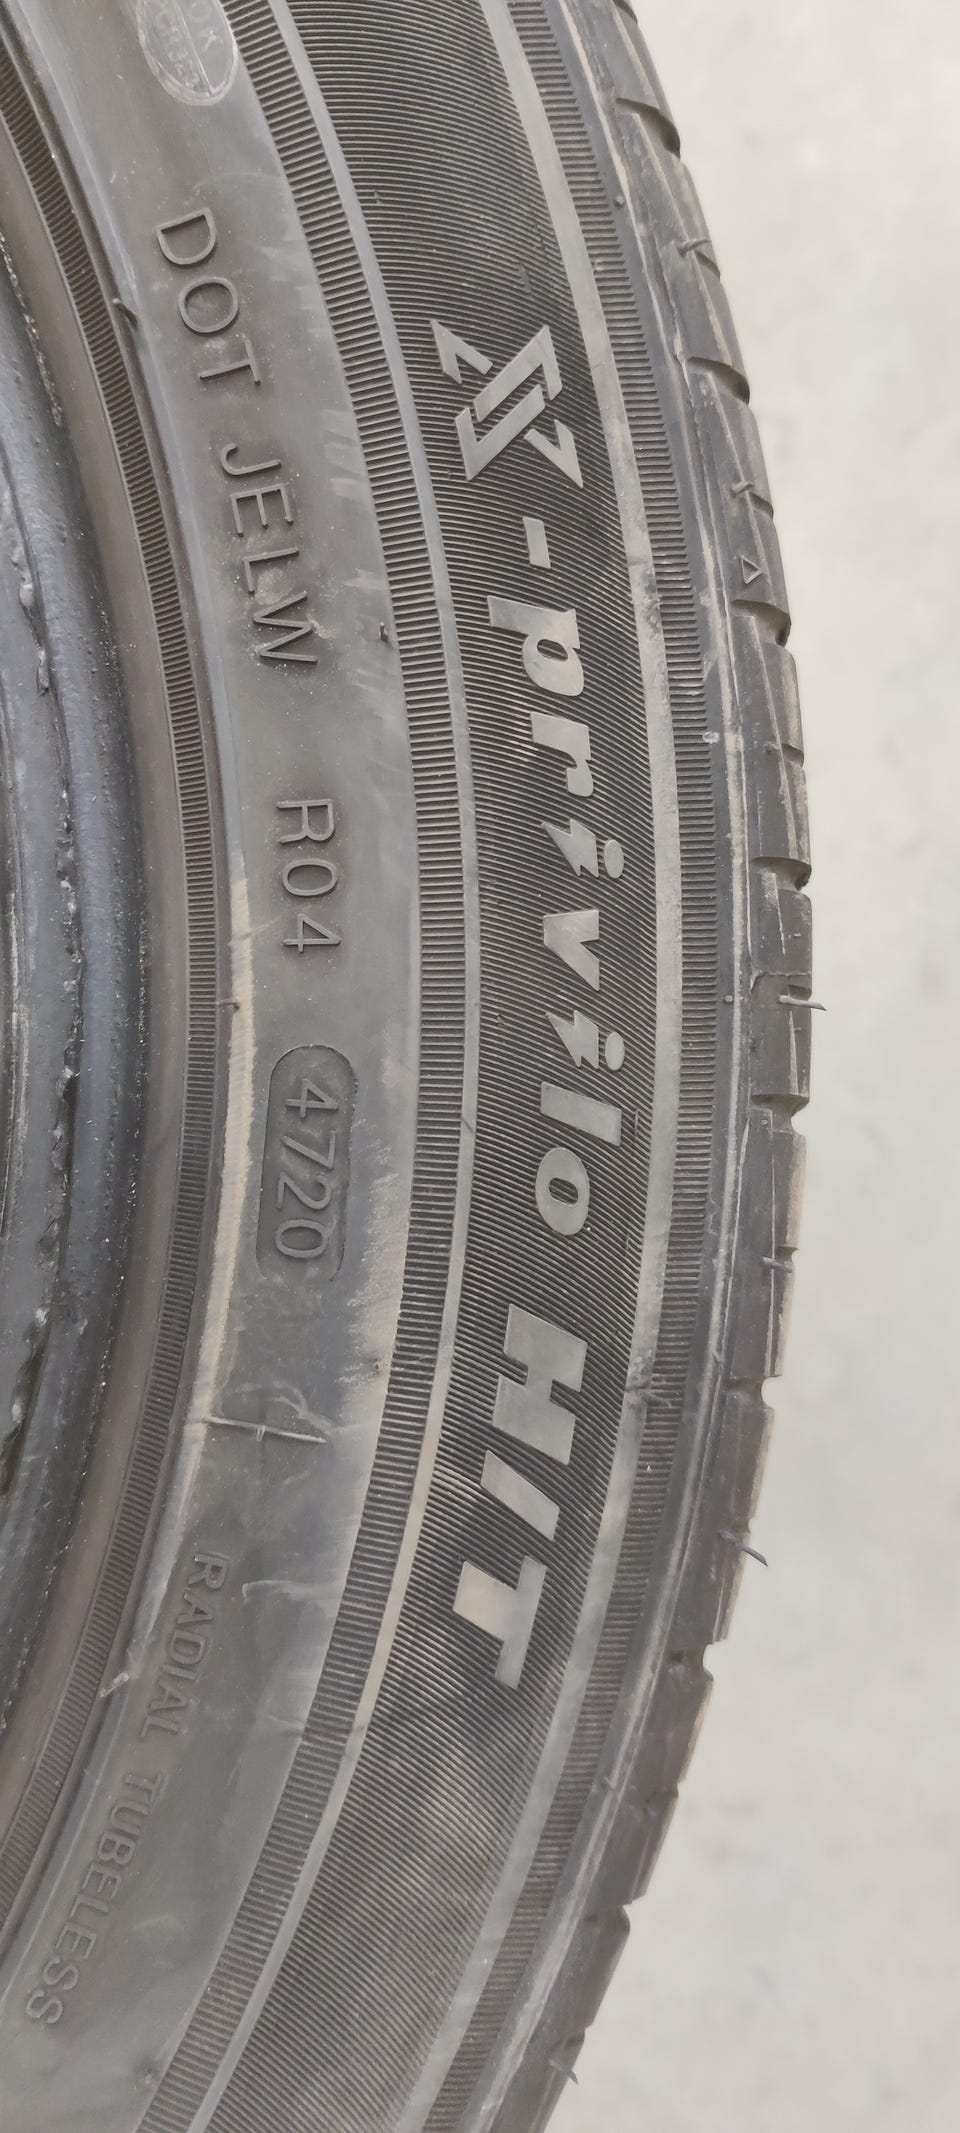 DOT JELW R04 4720
X-privilo H/T
RADIAL TUBELESS